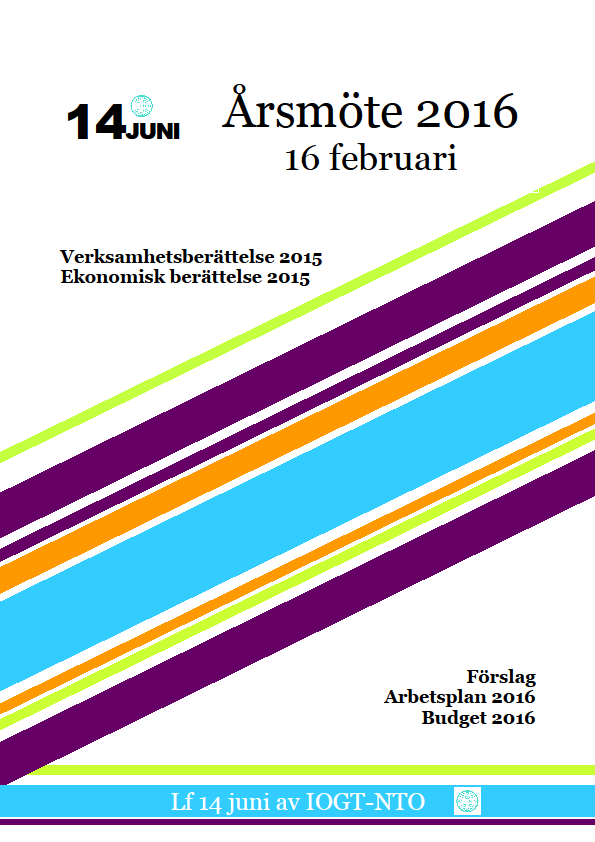 14JUNI
Årsmöte 2016
16 februari
Verksamhetsberättelse 2015
Ekonomisk berättelse 2015
Förslag
Arbetsplan 2016
Budget 2016
Lf 14 juni av IOGT-NTO